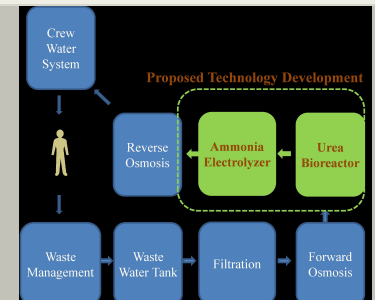 Crew
Water
System
Proposed Technology Development
Reverse
Osmosis
Ammonia
Electrolyzer
Urea
Bioreactor
Waste
Management
Waste
Water Tank
Filtration
Forward
Osmosis